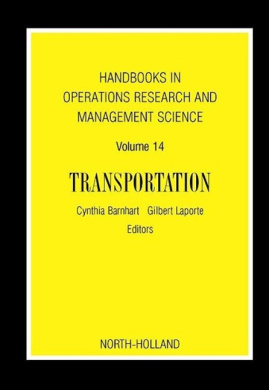 HANDBOOKS IN
OPERATIONS RESEARCH AND
MANAGEMENT SCIENCE
Volume 14
TRANSPORTATION
Cynthia Barnhart Gilbert Laporte
Editors
NORTH-HOLLAND